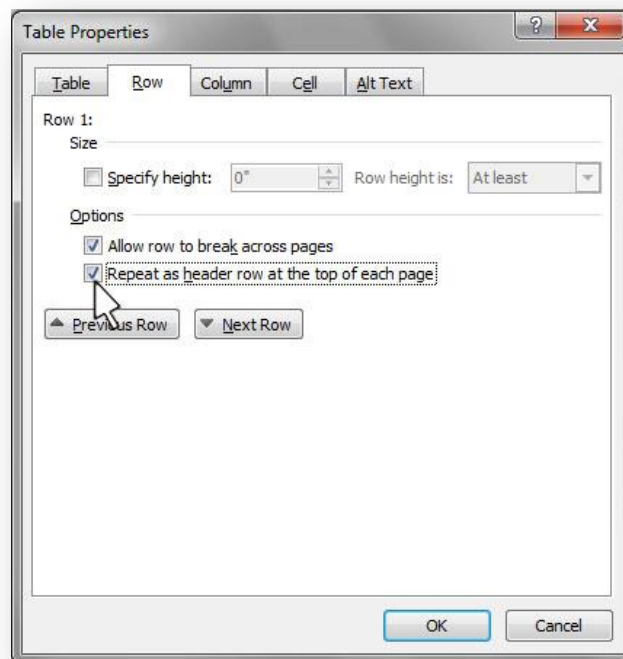 Table Properties
?
Table Row Column Cell Alt Text
Row 1:
Size
Specify height: 0" Row height is: At least
Options
Allow row to break across pages
Repeat as header row at the top of each page
Previous Row Next Row
OK Cancel